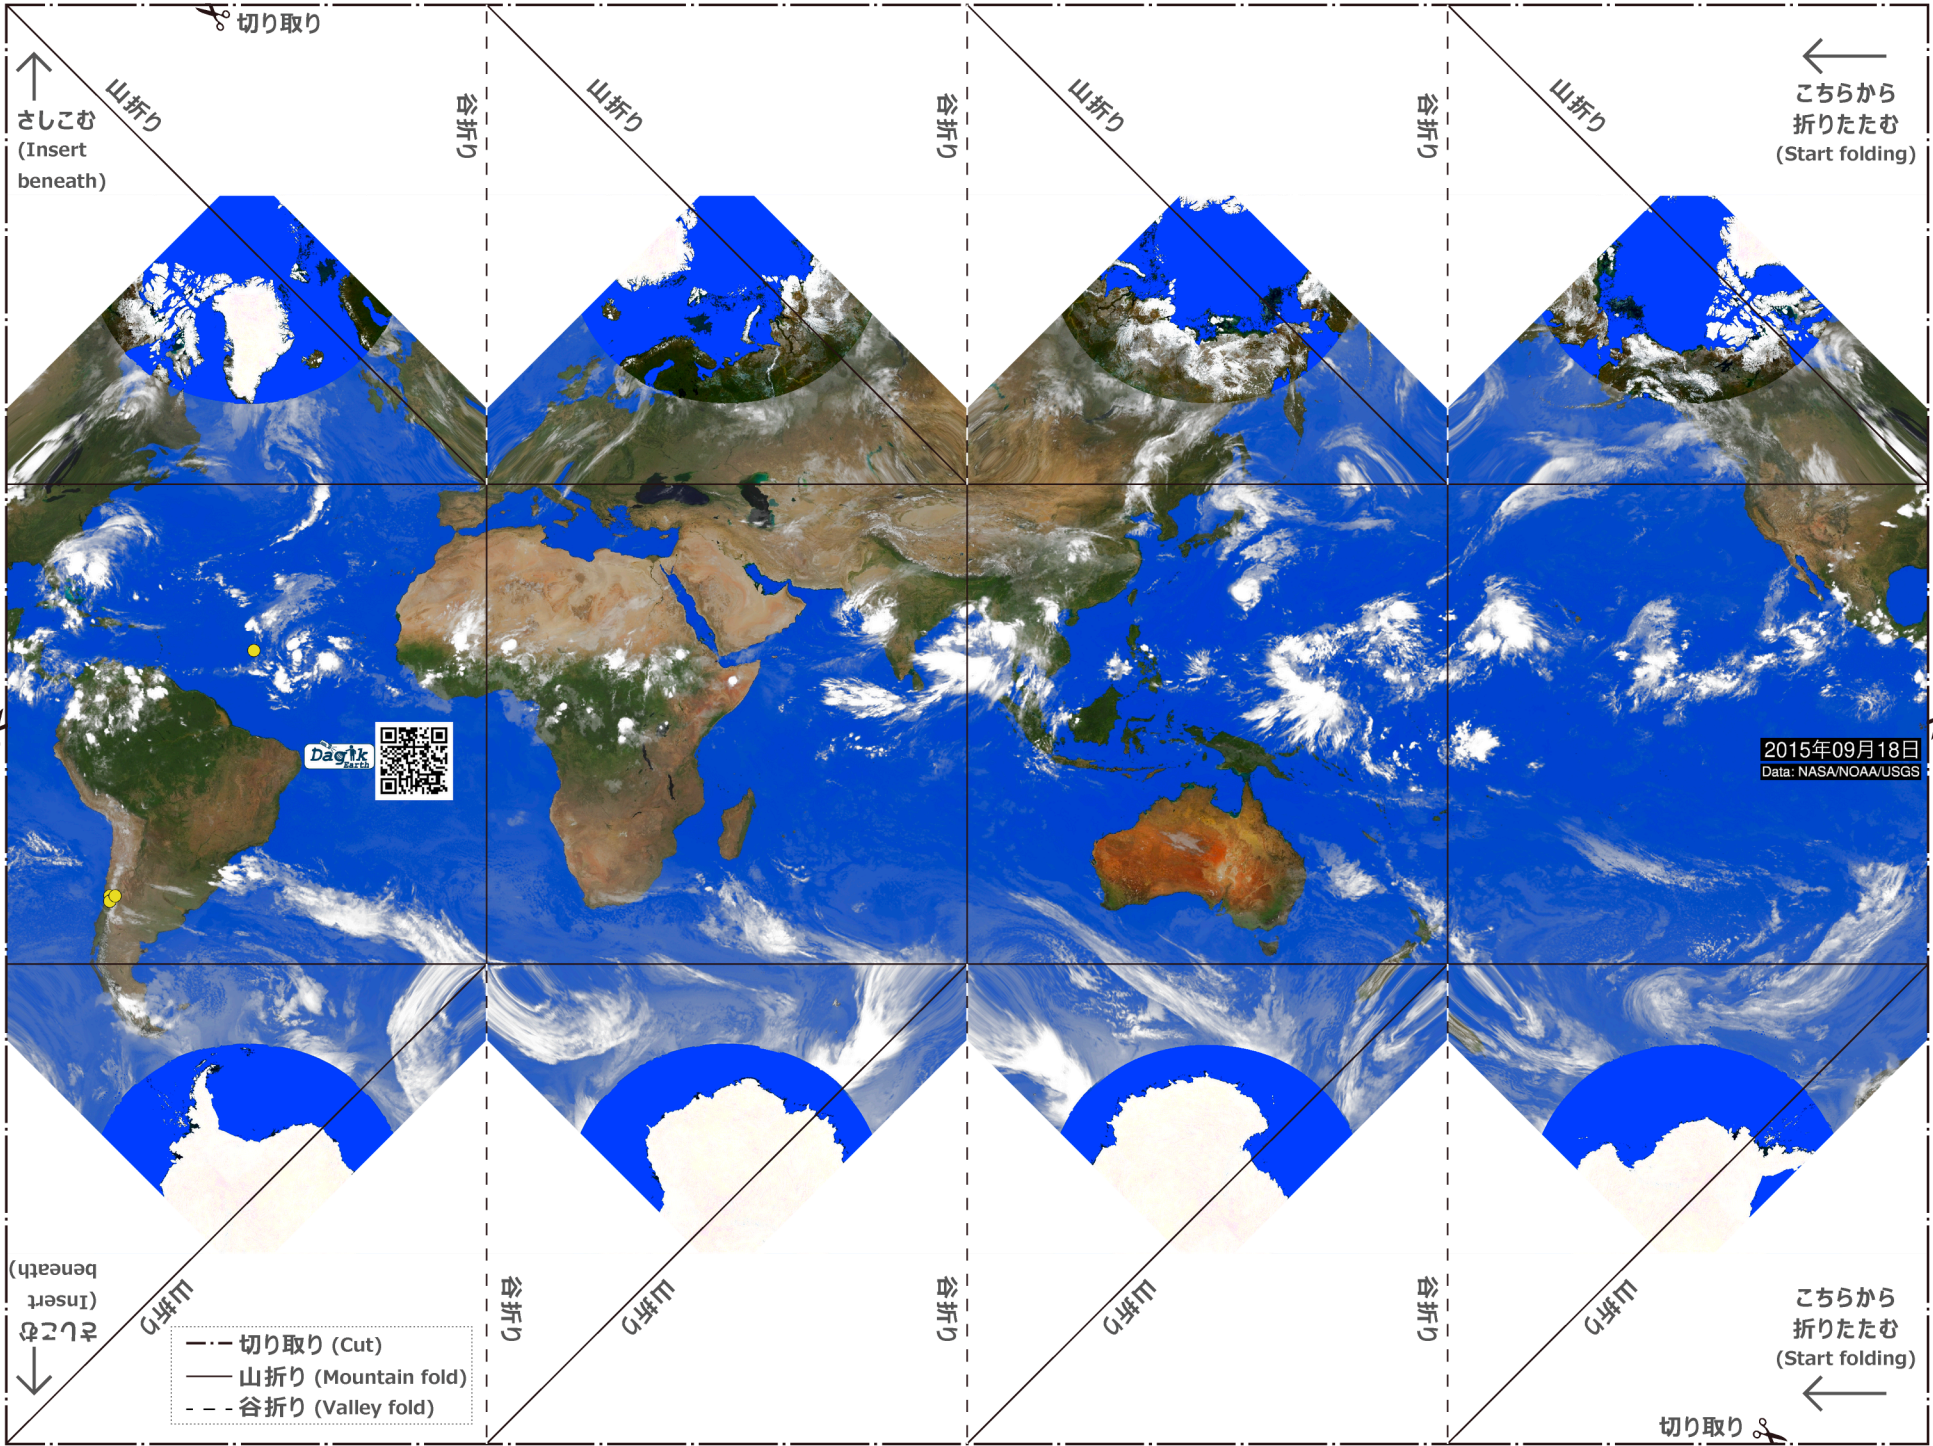 切り取り
山折り
谷折り
山折り
谷折り
山折り
谷折り
山折り
こちらから
折りたたむ
(Start folding)
さしこむ
(Insert
beneath)
Dagik
Earth
2015年09月18日
Data: NASA/NOAA/USGS
さしこむ
(Insert
beneath)
山折り
谷折り
山折り
谷折り
山折り
谷折り
山折り
こちらから
折りたたむ
(Start folding)
切り取り (Cut)
山折り (Mountain fold)
谷折り (Valley fold)
切り取り